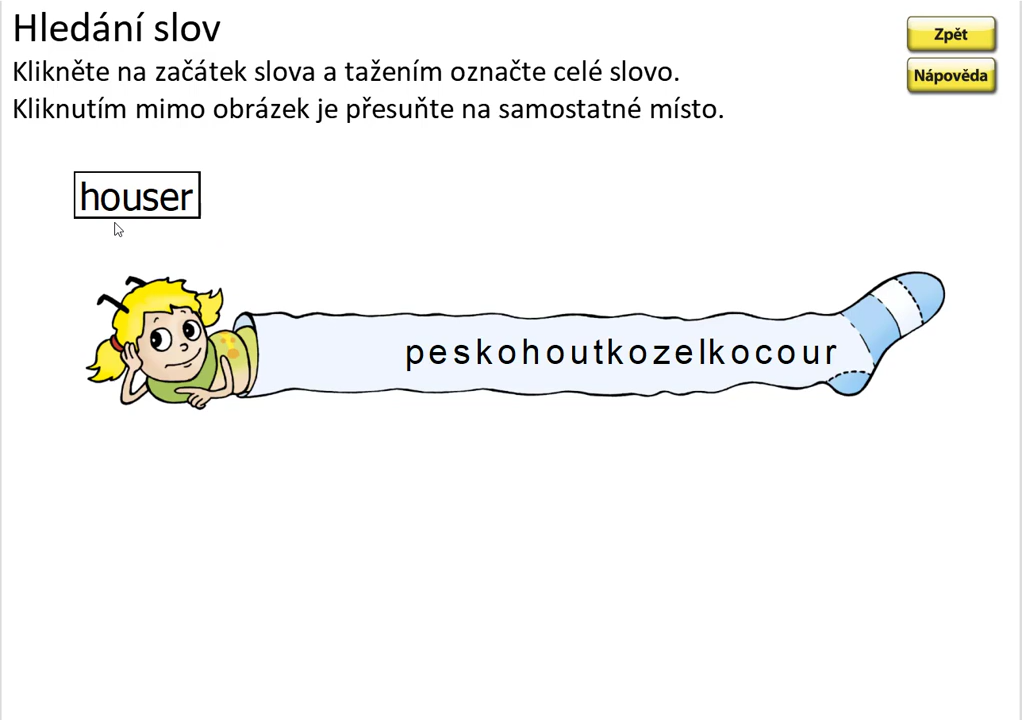 Hledání slov
Zpět
Klikněte na začátek slova a tažením označte celé slovo.
Nápověda
Kliknutím mimo obrázek je přesuňte na samostatné místo.
houser
peskohoutkozelkocour